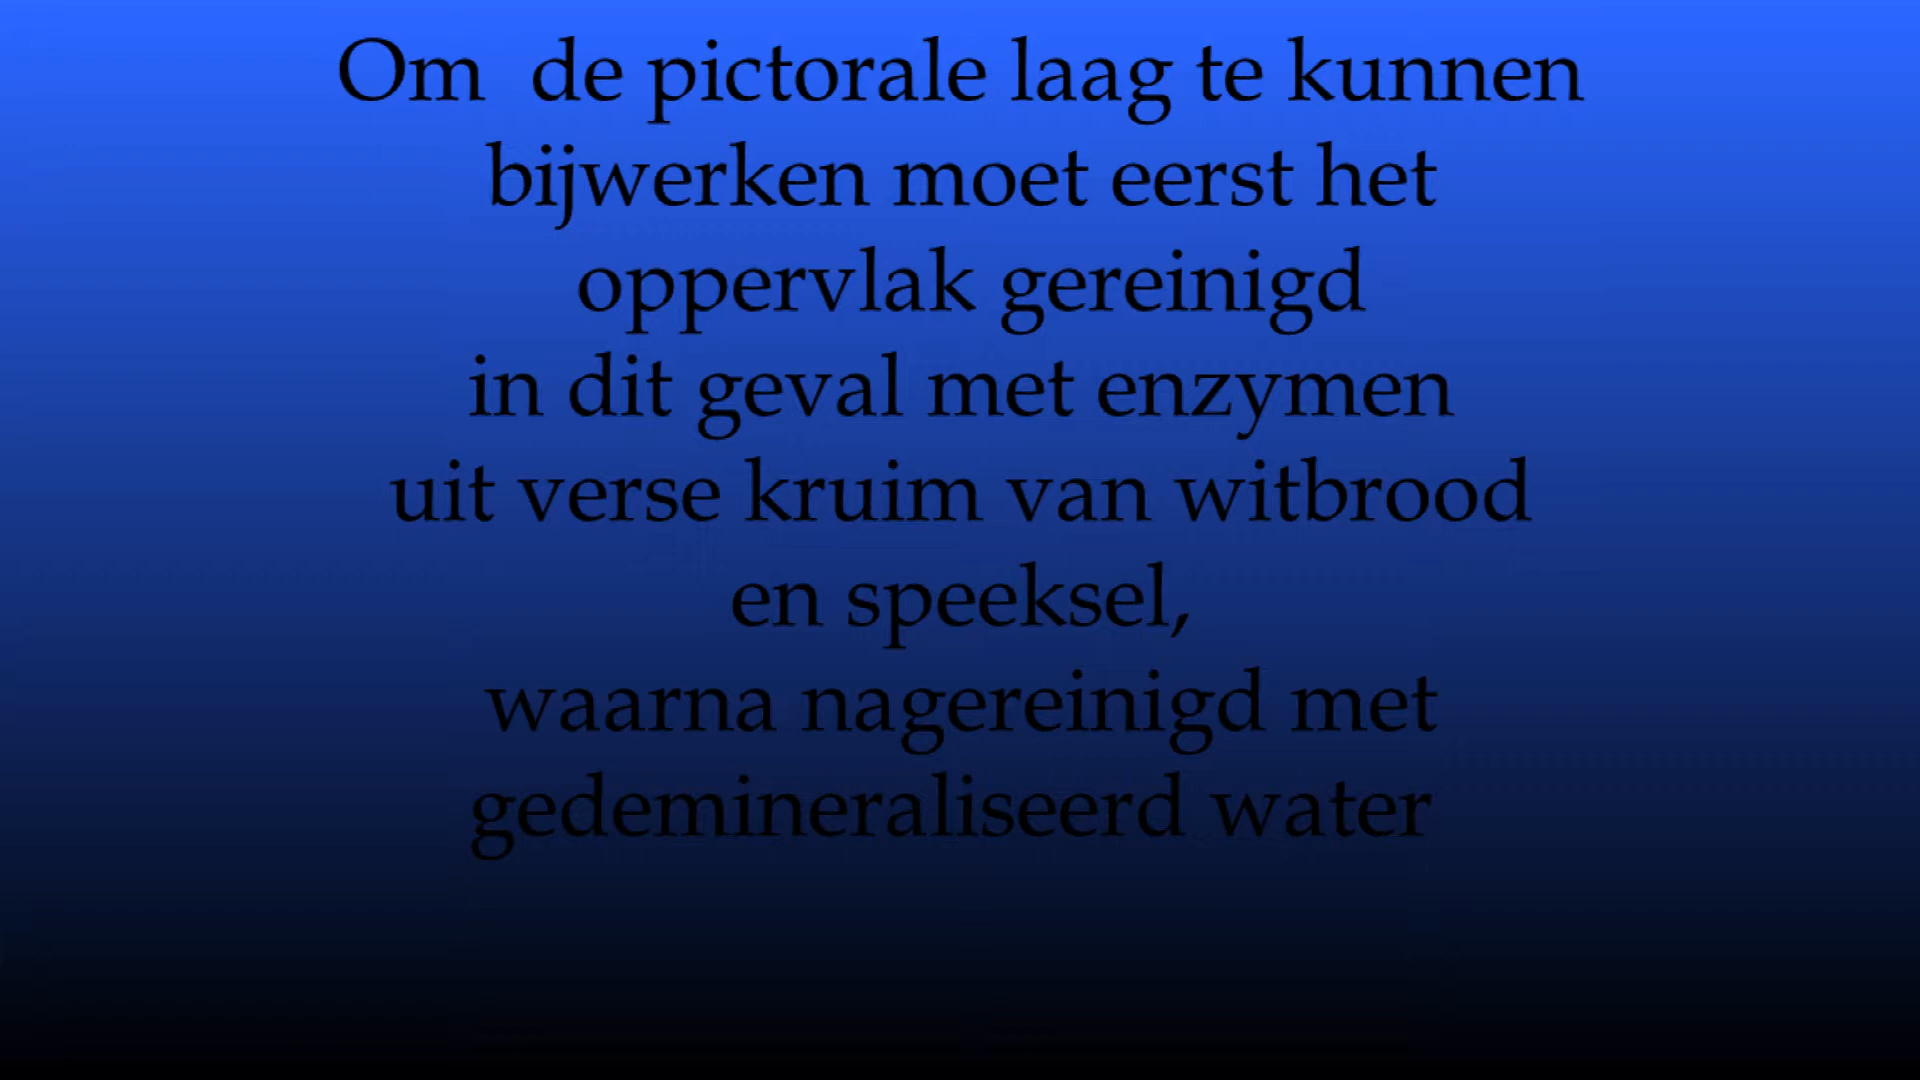 Om de pictorale laag te kunnen
bijwerken moet eerst het
oppervlak gereinigd
in dit geval met enzymen
uit verse kruim van witbrood
en speeksel,
waarna nagereinigd met
gedemineraliseerd water